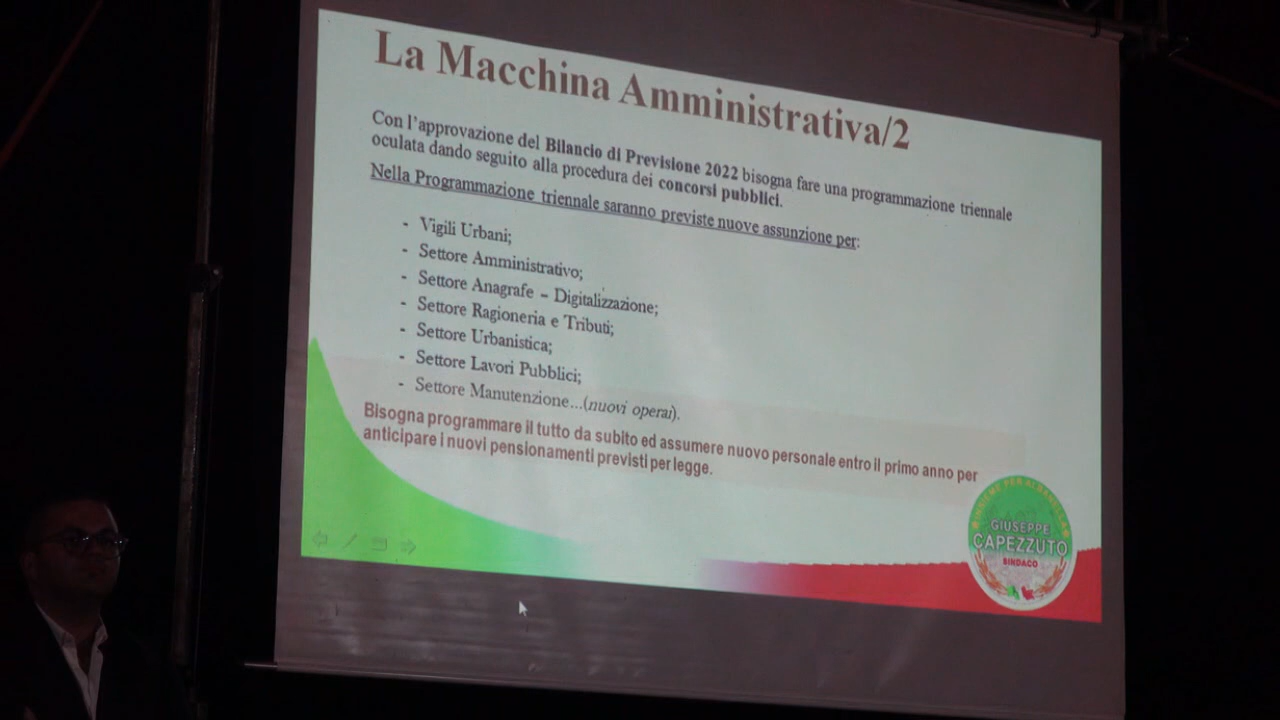 La Macchina Amministrativa/2
Con l'approvazione del Bilancio di Previsione 2022 bisogna fare una programmazione triennale
oculata dando seguito alla procedura dei concorsi pubblici.
Nella Programmazione triennale saranno previste nuove assunzione per:
- Vigili Urbani;
- Settore Amministrativo;
- Settore Anagrafe – Digitalizzazione;
- Settore Ragioneria e Tributi;
- Settore Urbanistica;
- Settore Lavori Pubblici;
- Settore Manutenzione...(nuovi operai).
Bisogna programmare il tutto da subito ed assumere nuovo personale entro il primo anno per
anticipare i nuovi pensionamenti previsti per legge.
INSIEME PER
GIUSEPPE
CAPEZZUTO
SINDACO